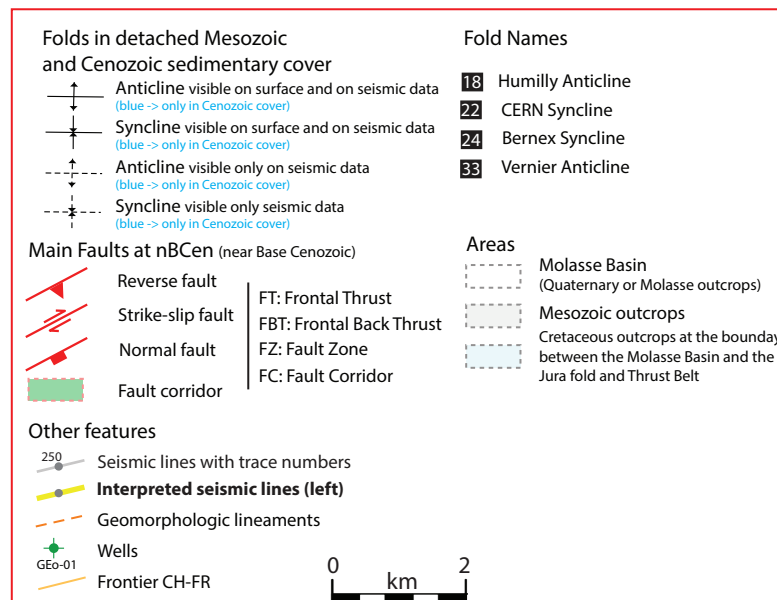 Folds in detached Mesozoic
and Cenozoic sedimentary cover
Anticline visible on surface and on seismic data
(blue -> only in Cenozoic cover)
Syncline visible on surface and on seismic data
(blue -> only in Cenozoic cover)
Anticline visible only on seismic data
(blue -> only in Cenozoic cover)
Syncline visible only seismic data
(blue -> only in Cenozoic cover)
Main Faults at nBCen (near Base Cenozoic)
Reverse fault
Strike-slip fault
Normal fault
Fault corridor
FT: Frontal Thrust
FBT: Frontal Back Thrust
FZ: Fault Zone
FC: Fault Corridor
Other features
250 Seismic lines with trace numbers
Interpreted seismic lines (left)
Geomorphologic lineaments
Wells
GEo-01
Frontier CH-FR
0 2
km
Fold Names
18 Humilly Anticline
22 CERN Syncline
24 Bernex Syncline
33 Vernier Anticline
Areas
Molasse Basin
(Quaternary or Molasse outcrops)
Mesozoic outcrops
Cretaceous outcrops at the bounday
between the Molasse Basin and the
Jura fold and Thrust Belt